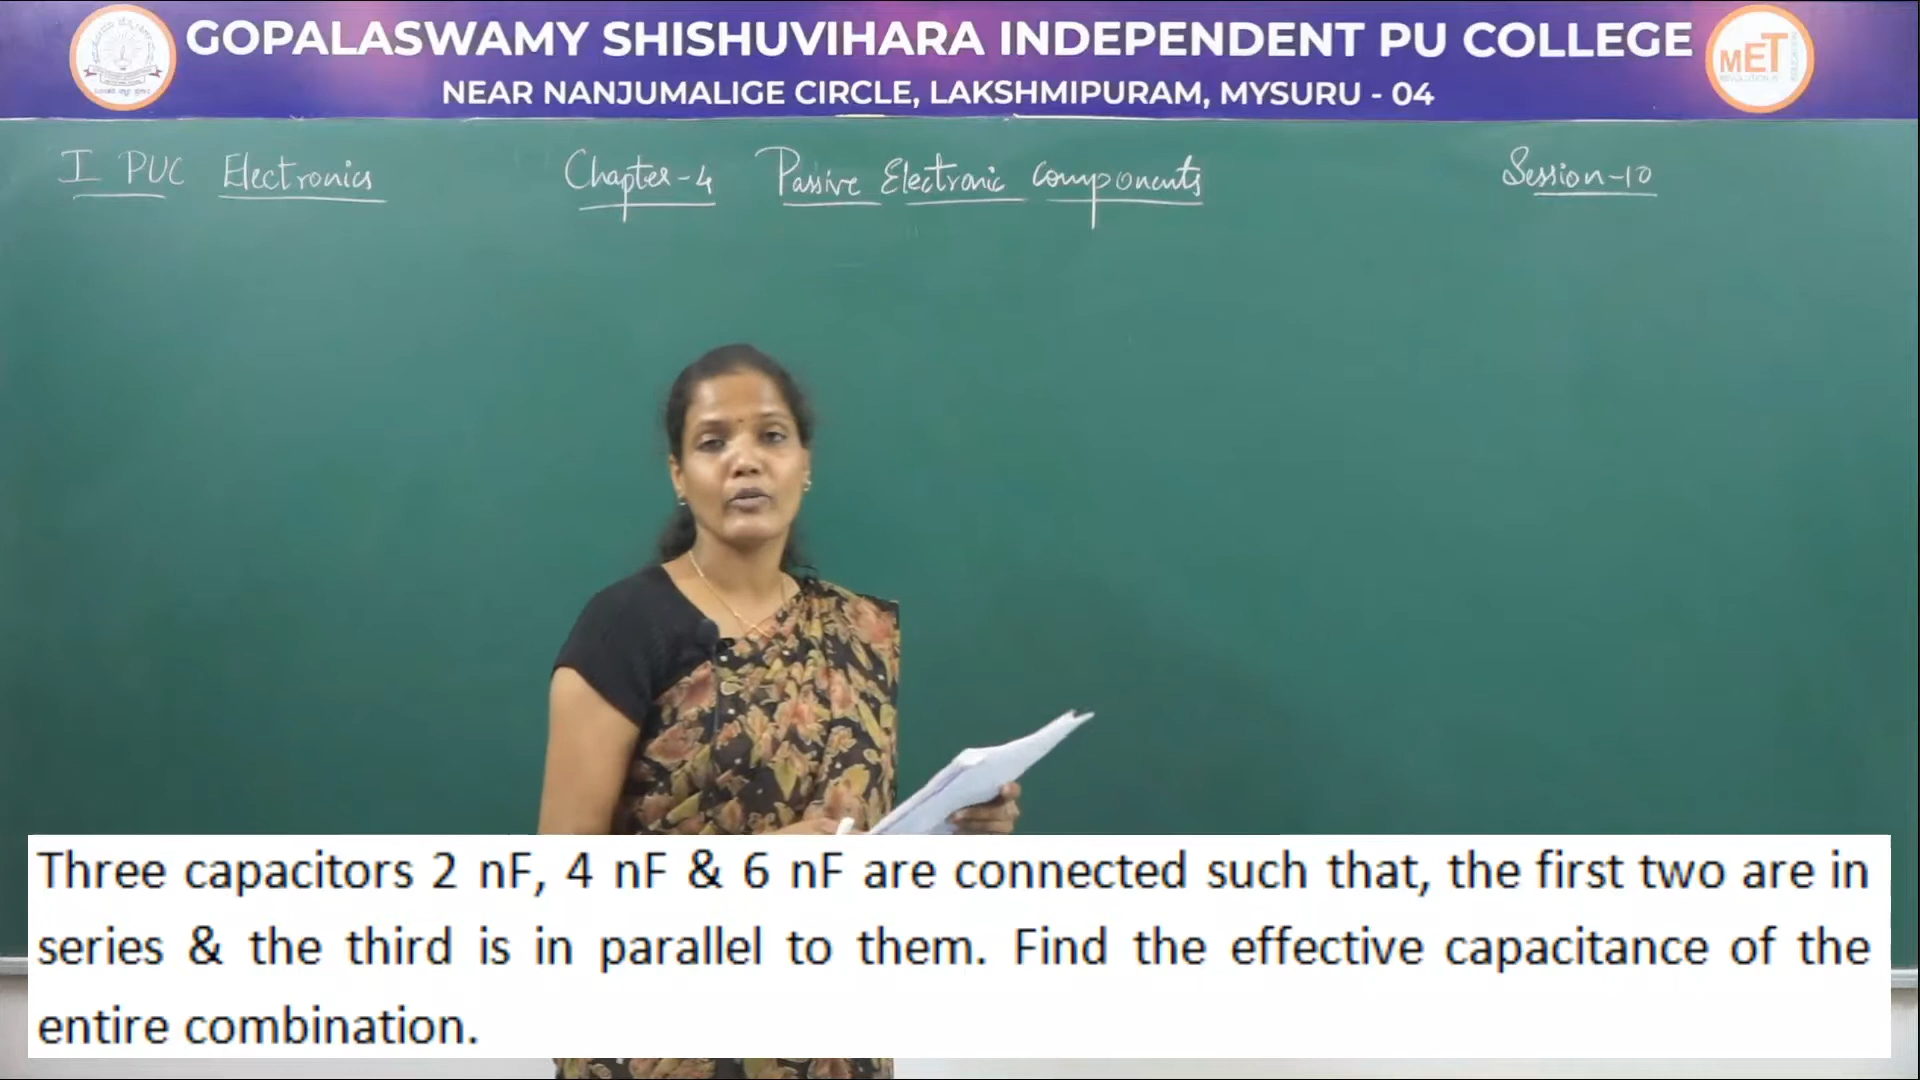 GOPALASWAMY SHISHUVIHARA INDEPENDENT PU COLLEGE
NEAR NANJUMALIGE CIRCLE, LAKSHMIPURAM, MYSURU - 04
MET
I PUC Electronics Chapter-4 Passive Electronic Components Session-10
Three capacitors 2 nF, 4 nF & 6 nF are connected such that, the first two are in
series & the third is in parallel to them. Find the effective capacitance of the
entire combination.